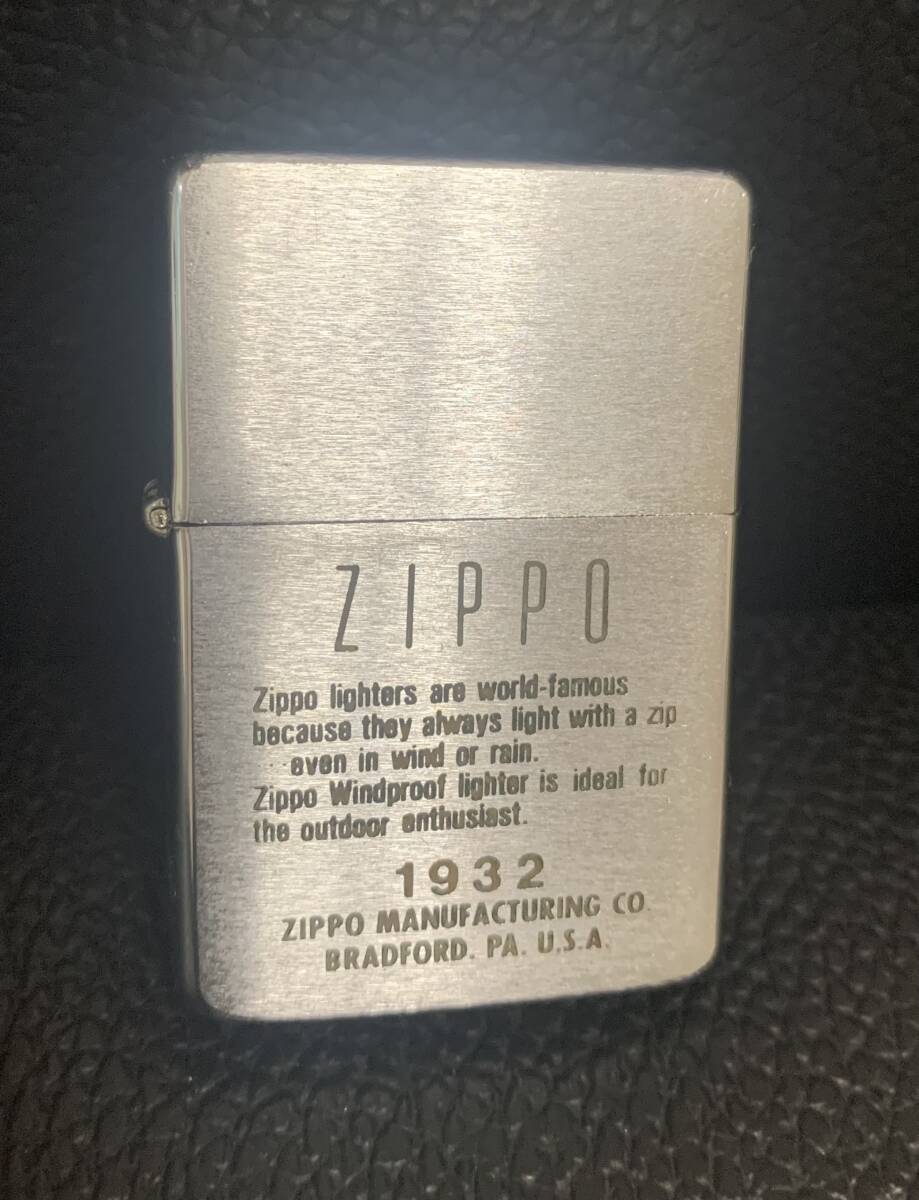 ZIPPO
Zippo lighters are world-famous
because they always light with a zip
··even in wind or rain.
Zippo Windproof lighter is ideal for
the outdoor enthusiast.
1932
ZIPPO MANUFACTURING CO.
BRADFORD. PA. U.S.A.